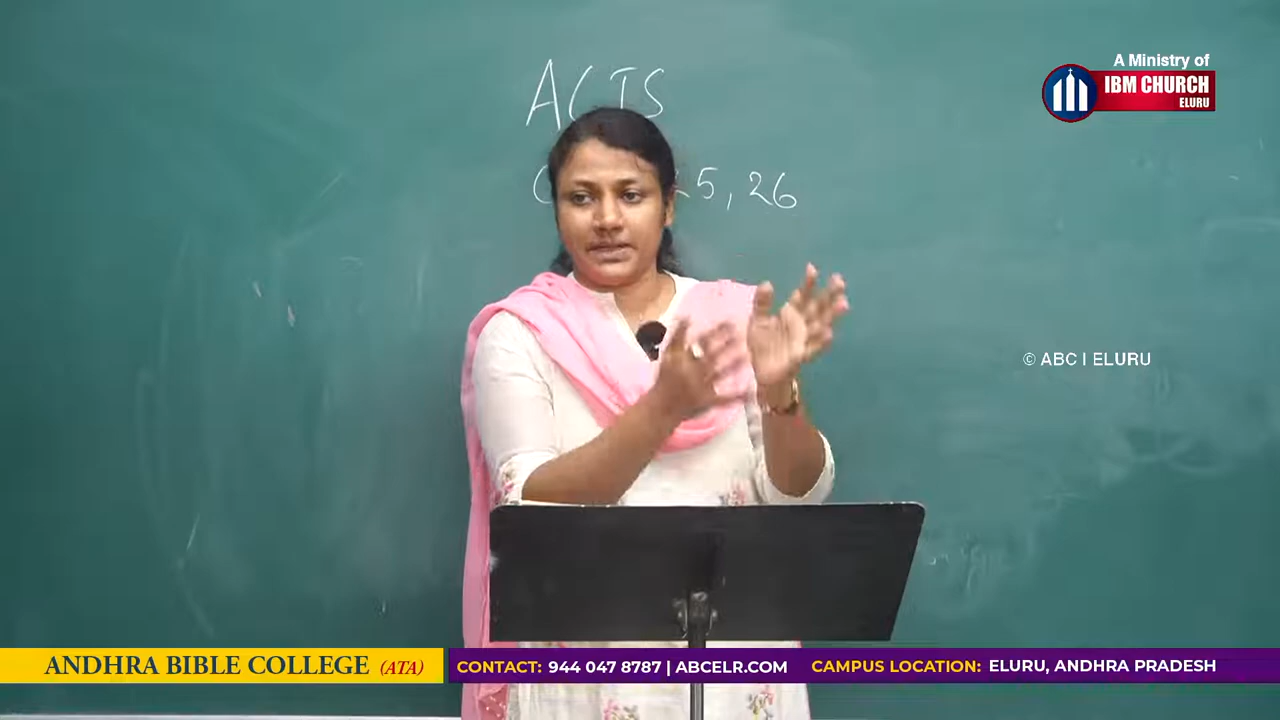 ACTS
25, 26
A Ministry of
IBM CHURCH
ELURU
© ABC I ELURU
ANDHRA BIBLE COLLEGE (ATA)
CONTACT: 944 047 8787 | ABCELR.COM CAMPUS LOCATION: ELURU, ANDHRA PRADESH